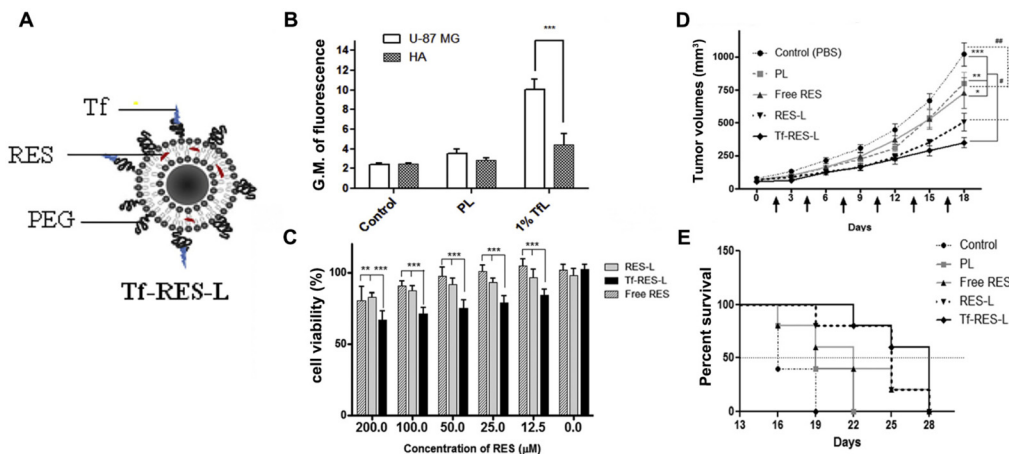 A
Tf
RES
PEG
Tf-RES-L
B
G.M. of fluorescence
14
12
10
8
6
4
2
0
U-87 MG
HA
***
Control
PL
1% TfL
C
cell viability (%)
100
50
0
** ***
***
***
***
***
RES-L
Tf-RES-L
Free RES
200.0 100.0 50.0 25.0 12.5 0.0
Concentration of RES (μM)
D
Tumor volumes (mm³)
1250
1000
750
500
250
0
Control (PBS)
PL
Free RES
RES-L
Tf-RES-L
##
***
**
#
*
0 3 6 9 12 15 18
Days
E
Percent survival
100
50
0
Control
PL
Free RES
RES-L
Tf-RES-L
13 16 19 22 25 28
Days